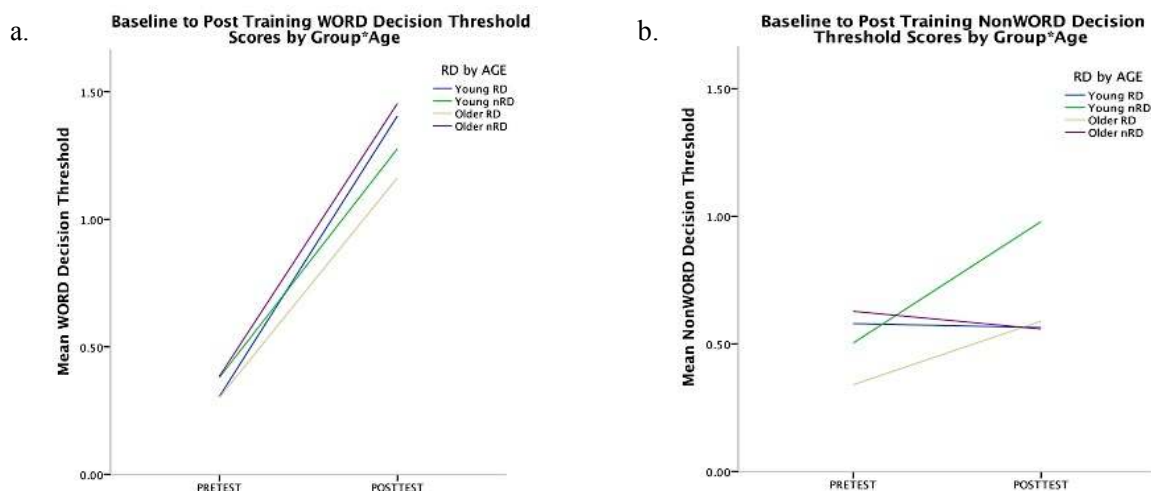 a.
Baseline to Post Training WORD Decision Threshold
Scores by Group*Age
RD by AGE
Young RD
Young nRD
Older RD
Older nRD
Mean WORD Decision Threshold
1.50
1.00
0.50
0.00
PRETEST
POSTTEST
b.
Baseline to Post Training NonWORD Decision
Threshold Scores by Group*Age
RD by AGE
Young RD
Young nRD
Older RD
Older nRD
Mean NonWORD Decision Threshold
1.50
1.00
0.50
0.00
PRETEST
POSTTEST